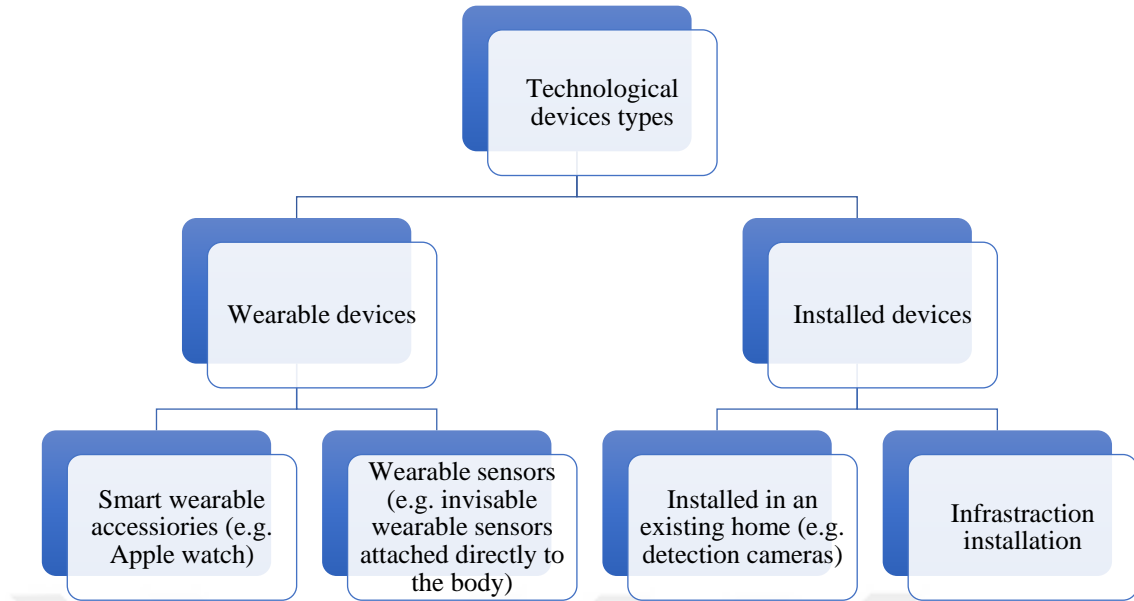 Technological
devices types
Wearable devices
Installed devices
Smart wearable
accessiories (e.g.
Apple watch)
Wearable sensors
(e.g. invisable
wearable sensors
attached directly to
the body)
Installed in an
existing home (e.g.
detection cameras)
Infrastraction
installation